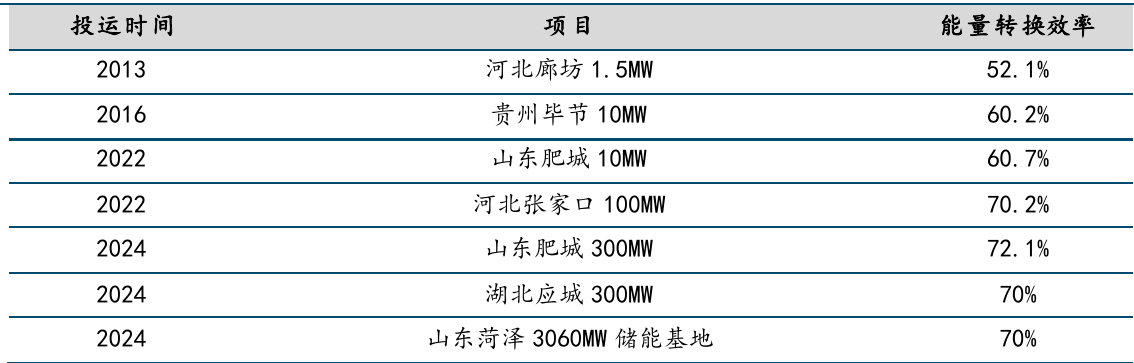 投运时间 项目 能量转换效率
2013 河北廊坊 1.5MW 52.1%
2016 贵州毕节 10MW 60.2%
2022 山东肥城 10MW 60.7%
2022 河北张家口 100MW 70.2%
2024 山东肥城 300MW 72.1%
2024 湖北应城 300MW 70%
2024 山东菏泽 3060MW 储能基地 70%